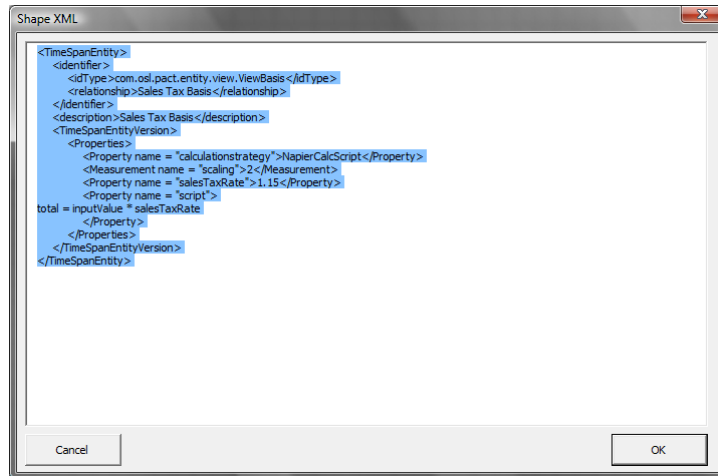 Shape XML
<TimeSpanEntity>
<identifier>
<idType>com.osl.pact.entity.view.ViewBasis</idType>
<relationship>Sales Tax Basis</relationship>
</identifier>
<description>Sales Tax Basis</description>
<TimeSpanEntityVersion>
<Properties>
<Property name = "calculationstrategy">NapierCalcScript</Property>
<Measurement name = "scaling">2</Measurement>
<Property name = "salesTaxRate">1.15</Property>
<Property name = "script">
total = inputValue * salesTaxRate
</Property>
</Properties>
</TimeSpanEntityVersion>
</TimeSpanEntity>
Cancel
OK